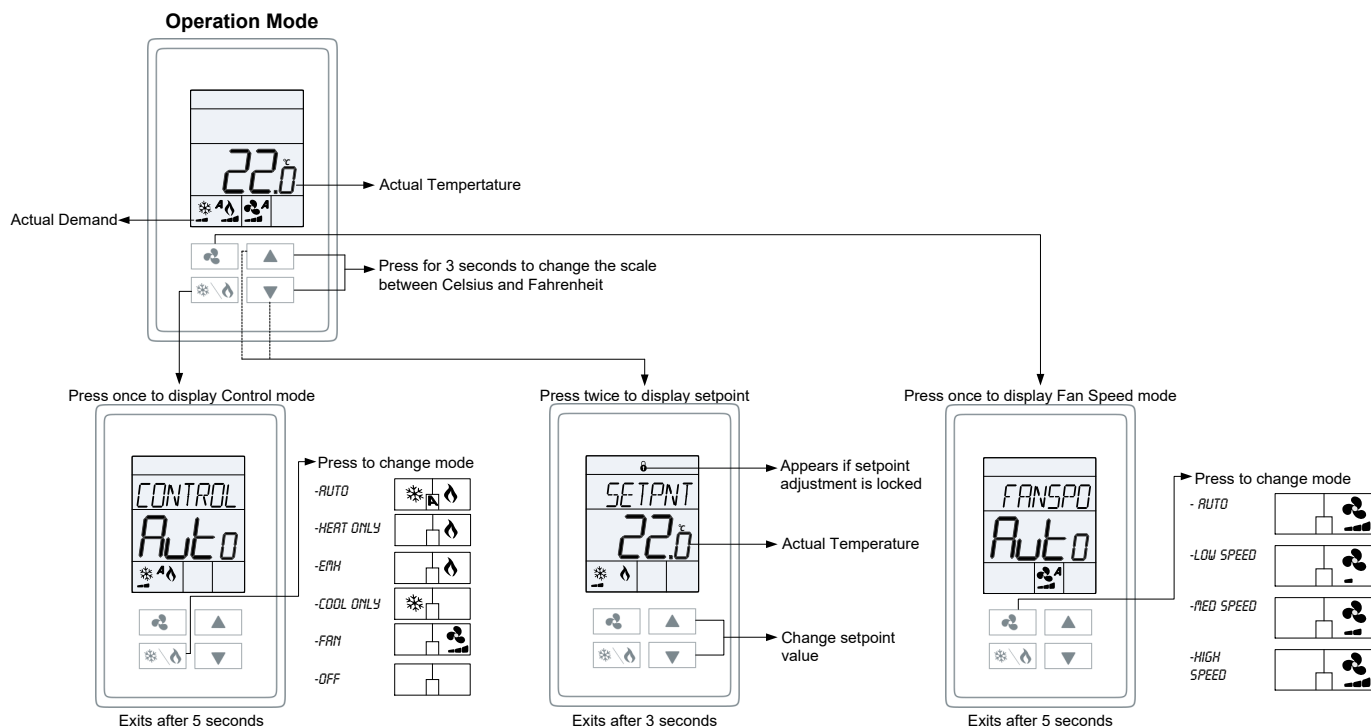 Operation Mode
22.0 °C
A A
Actual Tempertature
Actual Demand
Press for 3 seconds to change the scale
between Celsius and Fahrenheit
Press once to display Control mode
CONTROL
Auto
A
Press to change mode
-AUTO
A
-HEAT ONLY
-EMH
-COOL ONLY
-FAN
-OFF
Exits after 5 seconds
Press twice to display setpoint
SETPNT
22.0 °C
Appears if setpoint
adjustment is locked
Actual Temperature
Change setpoint
value
Exits after 3 seconds
Press once to display Fan Speed mode
FANSPD
Auto
A
Press to change mode
- AUTO
-LOW SPEED
-MED SPEED
-HIGH
SPEED
Exits after 5 seconds